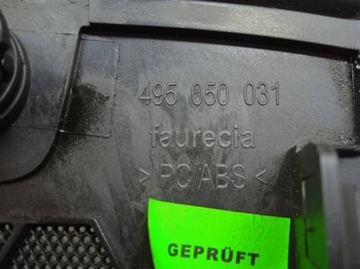 495 050 031
faurecia
> PC/ABS <
GEPRÜFT